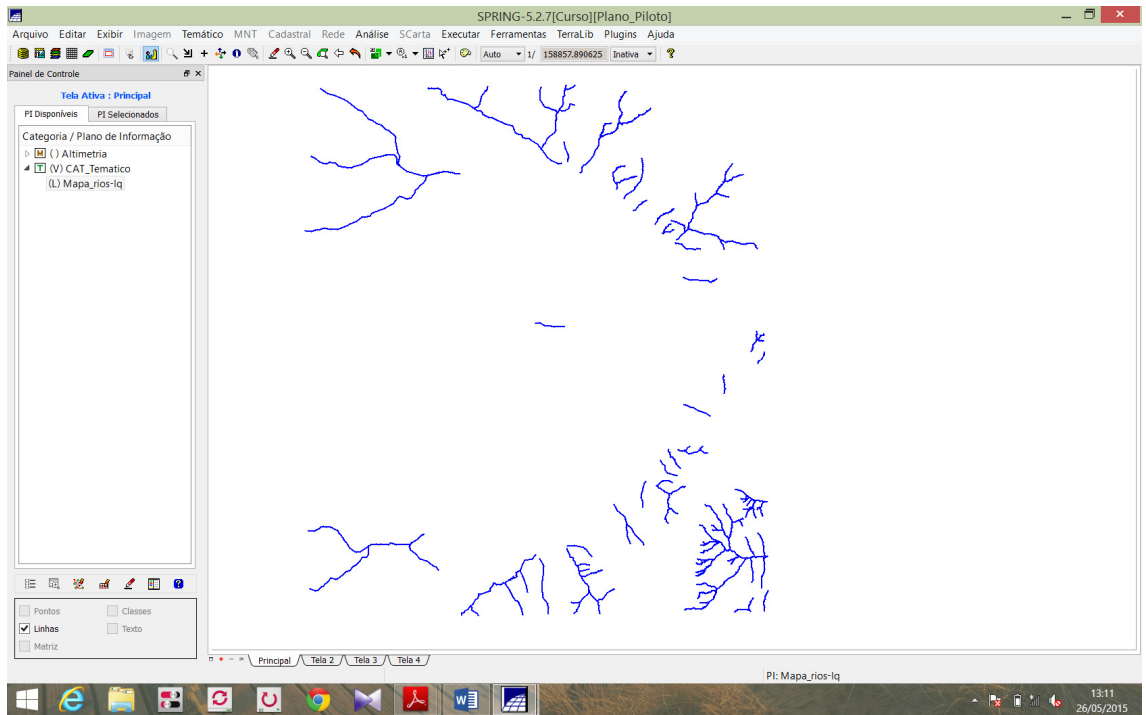 SPRING-5.2.7[Curso][Plano_Piloto]
Arquivo Editar Exibir Imagem Temático MNT Cadastral Rede Análise SCarta Executar Ferramentas TerraLib Plugins Ajuda
Auto 1/ 158857.890625 Inativa
Painel de Controle
Tela Ativa : Principal
PI Disponíveis PI Selecionados
Categoria / Plano de Informação
M ( ) Altimetria
T (V) CAT_Tematico
(L) Mapa_rios-lq
Pontos Classes
Linhas Texto
Matriz
Principal Tela 2 Tela 3 Tela 4
PI: Mapa_rios-lq
13:11
26/05/2015